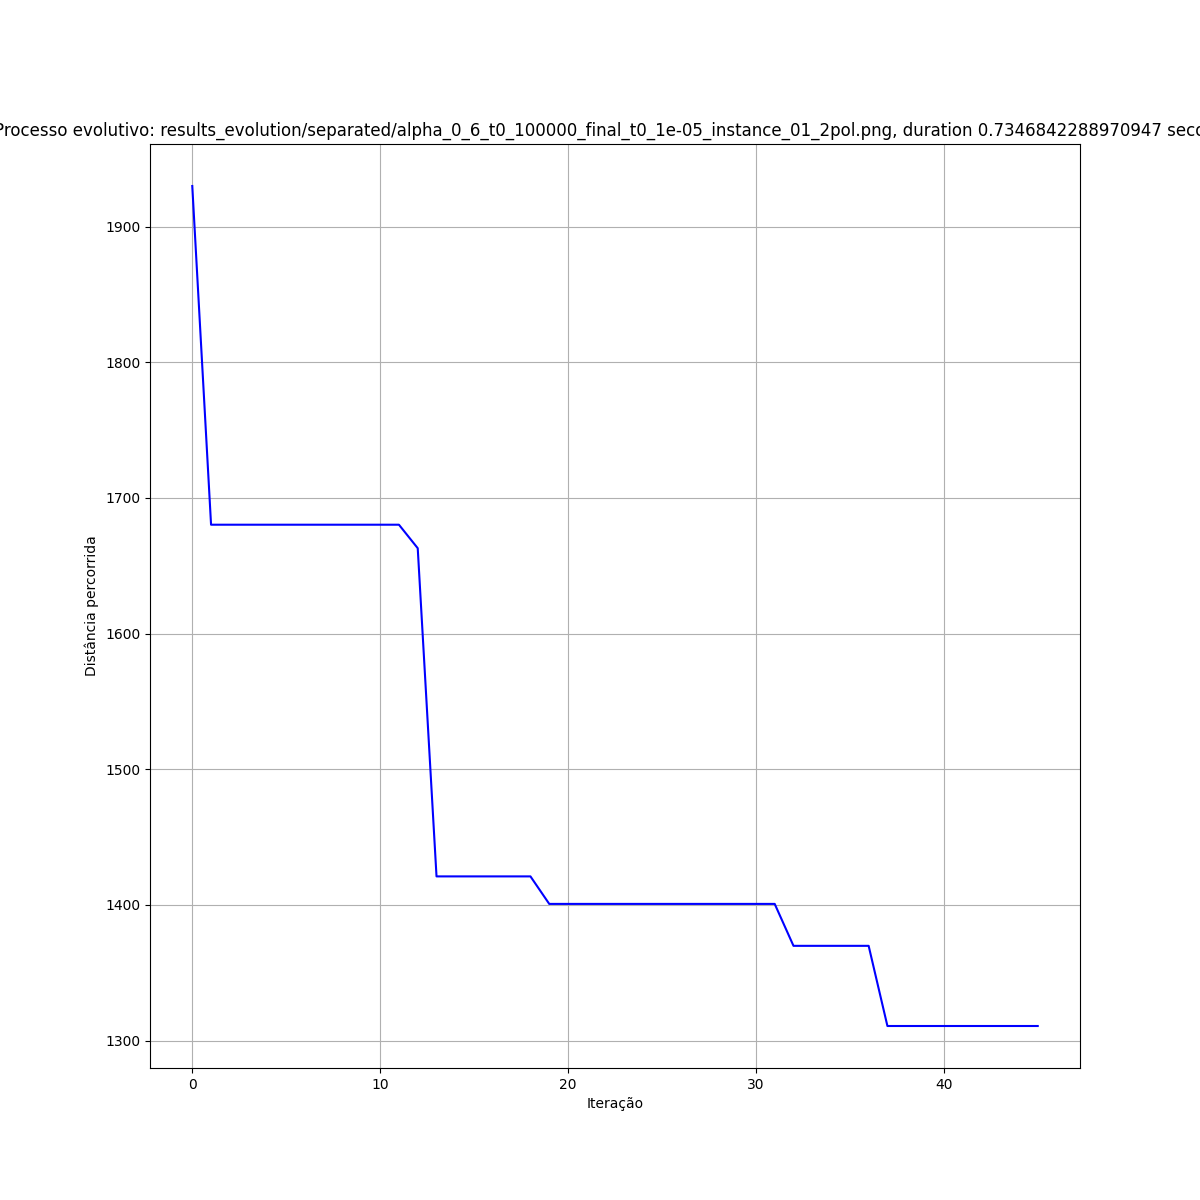 Processo evolutivo: results_evolution/separated/alpha_0_6_t0_100000_final_t0_1e-05_instance_01_2pol.png, duration 0.7346842288970947
1900
1800
1700
1600
1500
1400
1300
Distância percorrida
0 10 20 30 40
Iteração